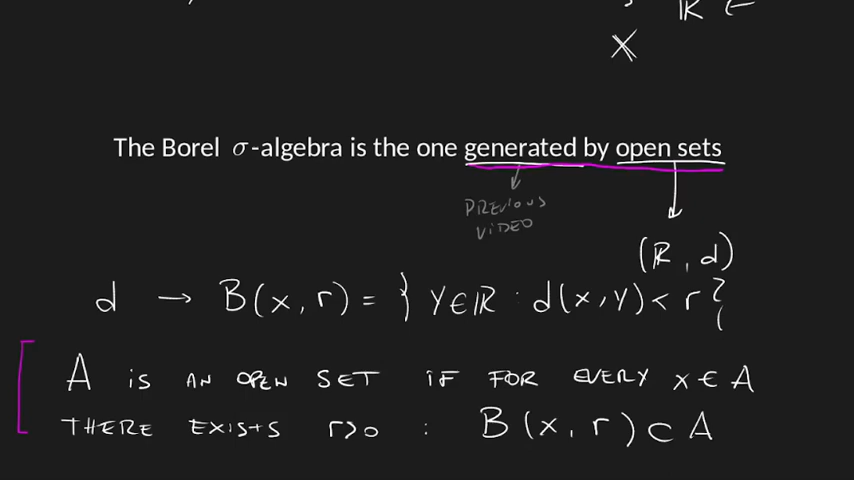 ℝ
X
The Borel σ-algebra is the one generated by open sets
PREVIOUS
VIDEO
(ℝ, d)
d → B(x, r) = { Y∈ℝ : d(x, Y) < r }
A IS AN OPEN SET IF FOR EVERY x ∈ A
THERE EXISTS r>0 : B(x, r) ⊂ A